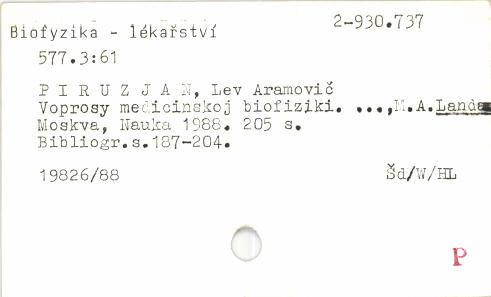 Biofyzika - lékařství 2-930.737
577.3:61
P I R U Z J A N, Lev Aramovič
Voprosy medicinskoj biofiziki. ...,M.A.Landa
Moskva, Nauka 1988. 205 s.
Bibliogr.s.187-204.
19826/88 Šd/W/HL
P